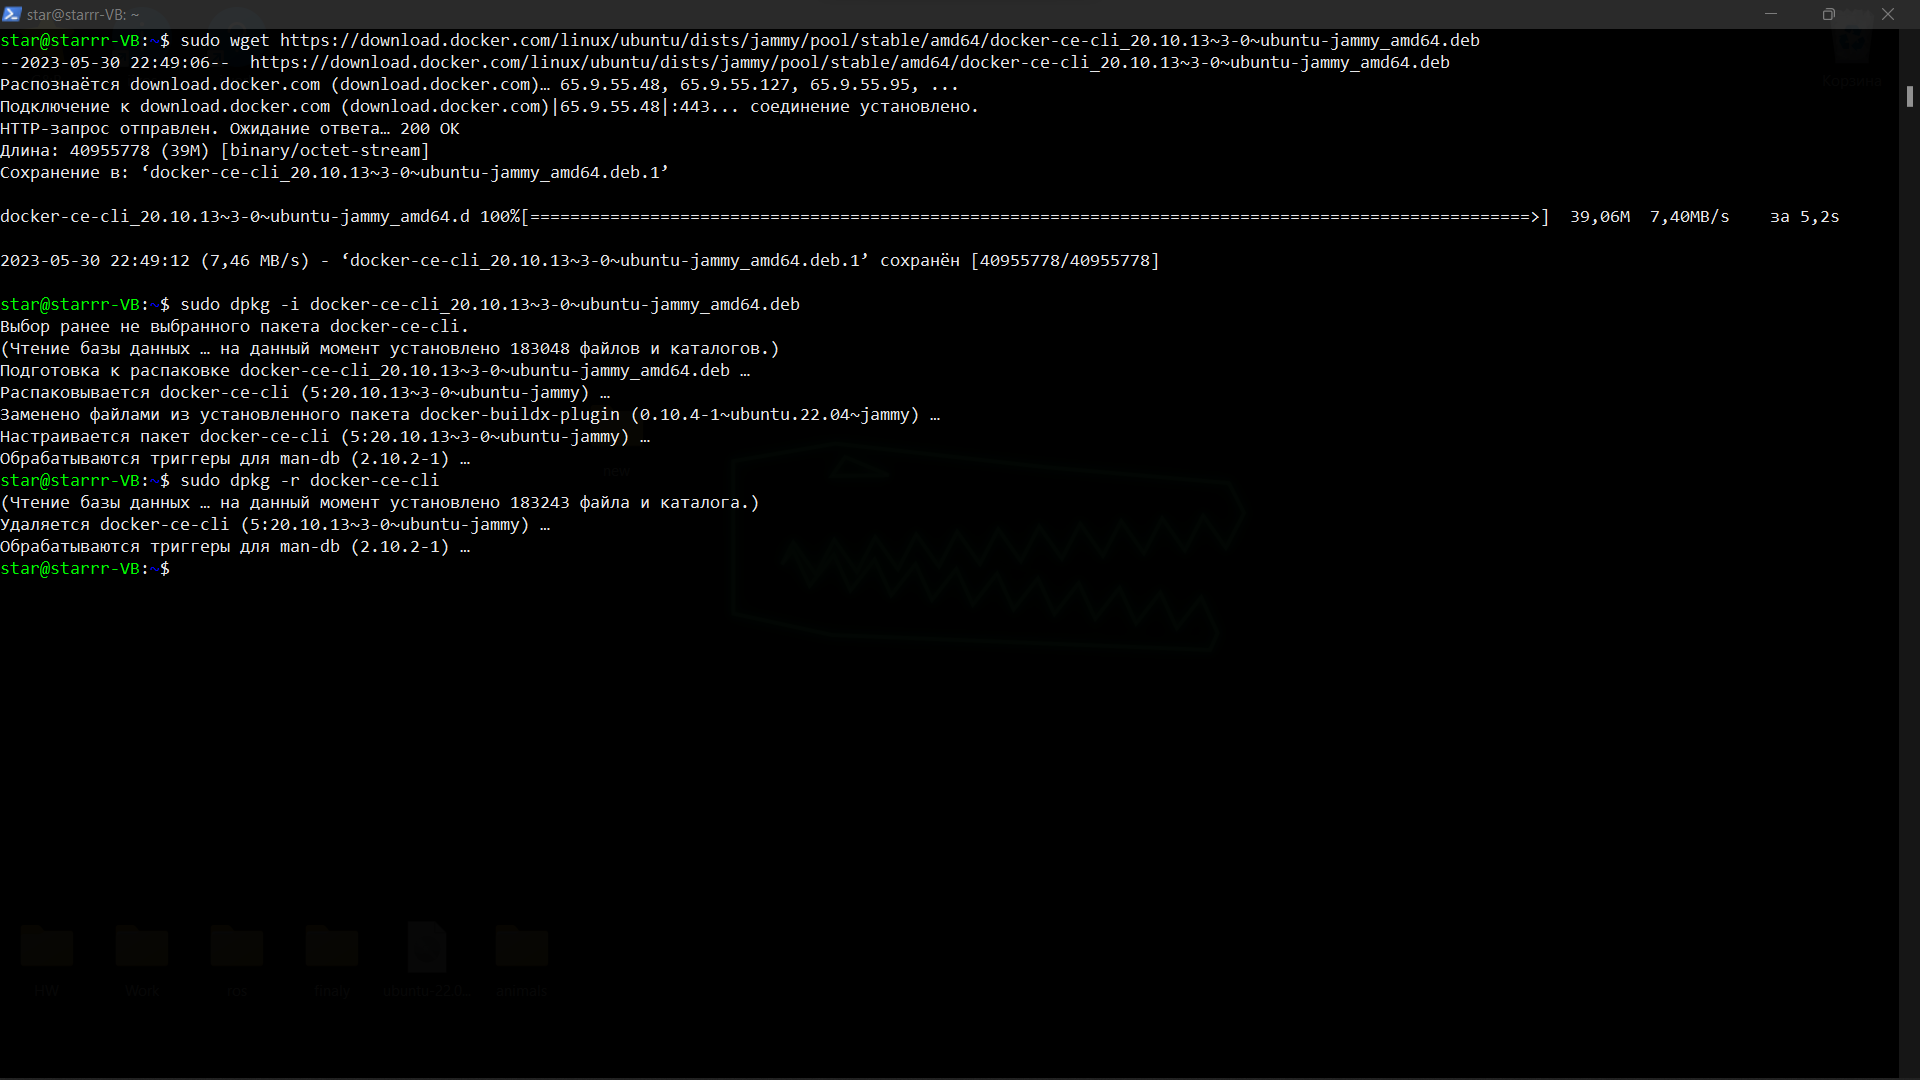 star@starrr-VB: ~
star@starrr-VB:~$ sudo wget https://download.docker.com/linux/ubuntu/dists/jammy/pool/stable/amd64/docker-ce-cli_20.10.13~3-0~ubuntu-jammy_amd64.deb
--2023-05-30 22:49:06--  https://download.docker.com/linux/ubuntu/dists/jammy/pool/stable/amd64/docker-ce-cli_20.10.13~3-0~ubuntu-jammy_amd64.deb
Распознаётся download.docker.com (download.docker.com)… 65.9.55.48, 65.9.55.127, 65.9.55.95, ...
Подключение к download.docker.com (download.docker.com)|65.9.55.48|:443... соединение установлено.
HTTP-запрос отправлен. Ожидание ответа… 200 OK
Длина: 40955778 (39M) [binary/octet-stream]
Сохранение в: ‘docker-ce-cli_20.10.13~3-0~ubuntu-jammy_amd64.deb.1’
docker-ce-cli_20.10.13~3-0~ubuntu-jammy_amd64.d 100%[====================================================================================================>]  39,06M  7,40MB/s    за 5,2s
2023-05-30 22:49:12 (7,46 MB/s) - ‘docker-ce-cli_20.10.13~3-0~ubuntu-jammy_amd64.deb.1’ сохранён [40955778/40955778]
star@starrr-VB:~$ sudo dpkg -i docker-ce-cli_20.10.13~3-0~ubuntu-jammy_amd64.deb
Выбор ранее не выбранного пакета docker-ce-cli.
(Чтение базы данных … на данный момент установлено 183048 файлов и каталогов.)
Подготовка к распаковке docker-ce-cli_20.10.13~3-0~ubuntu-jammy_amd64.deb …
Распаковывается docker-ce-cli (5:20.10.13~3-0~ubuntu-jammy) …
Заменено файлами из установленного пакета docker-buildx-plugin (0.10.4-1~ubuntu.22.04~jammy) …
Настраивается пакет docker-ce-cli (5:20.10.13~3-0~ubuntu-jammy) …
Обрабатываются триггеры для man-db (2.10.2-1) …
star@starrr-VB:~$ sudo dpkg -r docker-ce-cli
(Чтение базы данных … на данный момент установлено 183243 файла и каталога.)
Удаляется docker-ce-cli (5:20.10.13~3-0~ubuntu-jammy) …
Обрабатываются триггеры для man-db (2.10.2-1) …
star@starrr-VB:~$